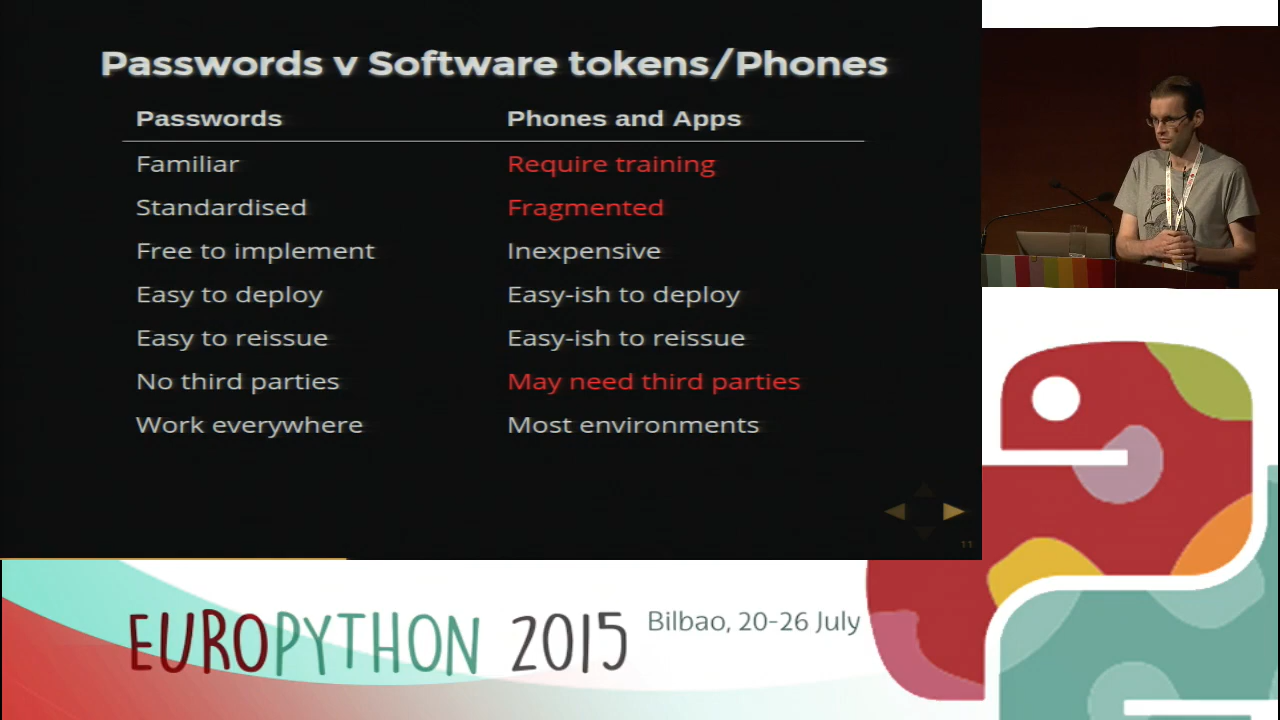 Passwords v Software tokens/Phones
Passwords Phones and Apps
Familiar Require training
Standardised Fragmented
Free to implement Inexpensive
Easy to deploy Easy-ish to deploy
Easy to reissue Easy-ish to reissue
No third parties May need third parties
Work everywhere Most environments
11
EUROPYTHON 2015 Bilbao, 20-26 July